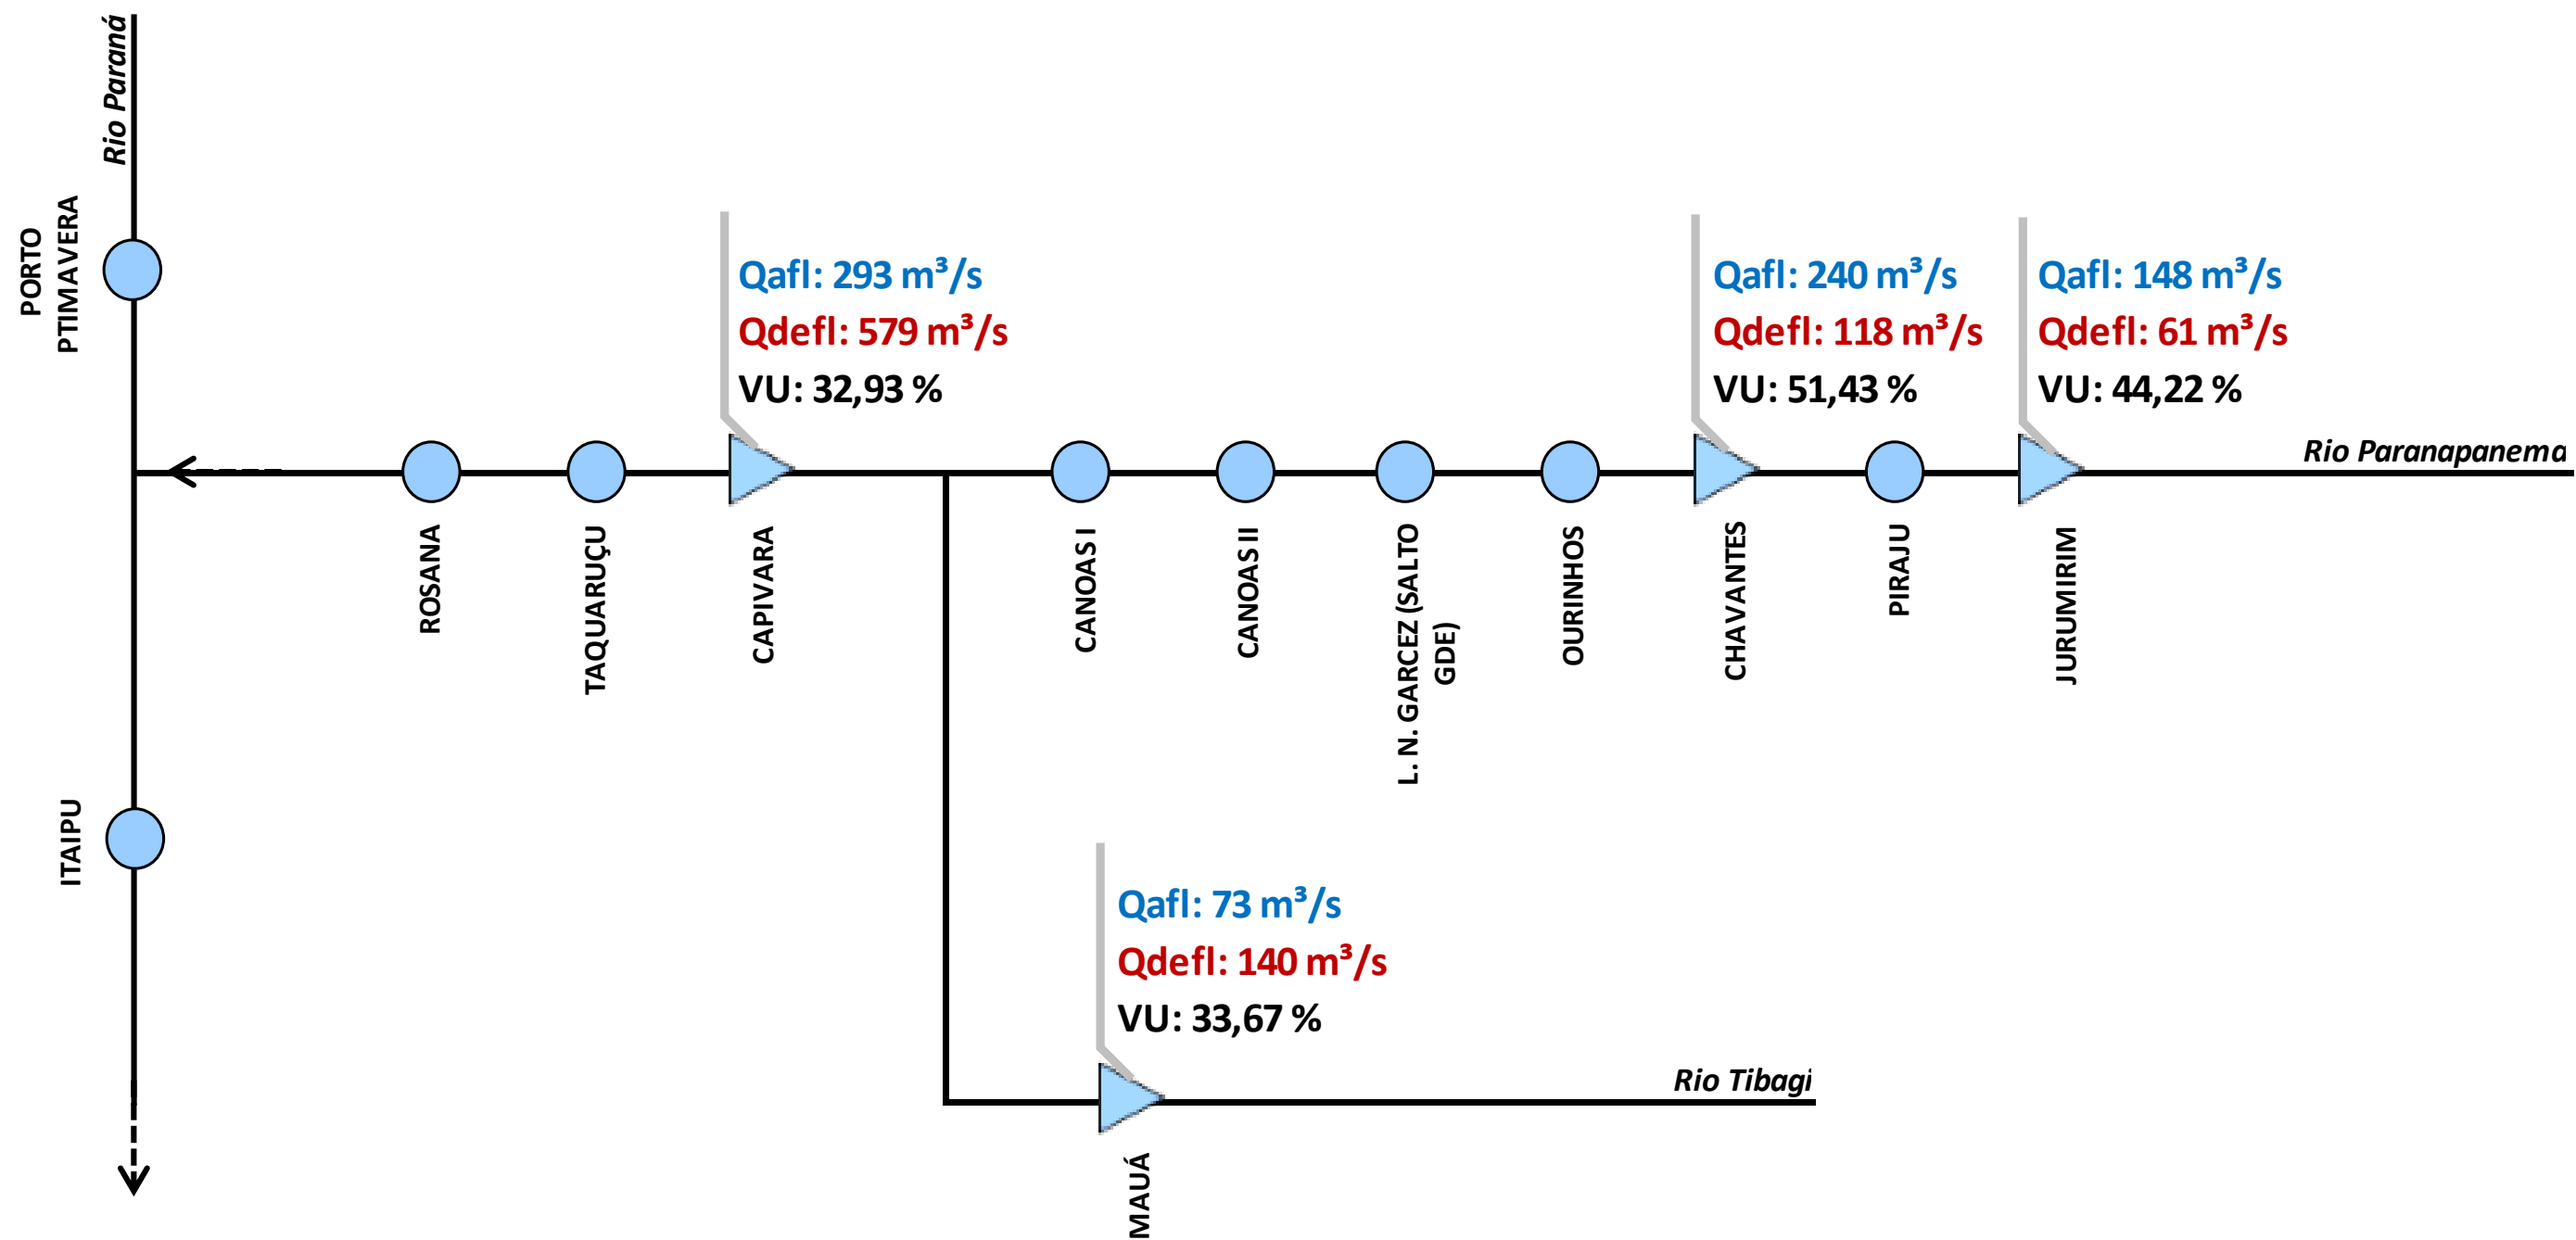 Rio Paraná
PORTO
PTIMAVERA
Qafl: 293 m³/s
Qdefl: 579 m³/s
VU: 32,93 %
Qafl: 240 m³/s
Qdefl: 118 m³/s
VU: 51,43 %
Qafl: 148 m³/s
Qdefl: 61 m³/s
VU: 44,22 %
Rio Paranapanema
ROSANA
TAQUARUÇU
CAPIVARA
CANOAS I
CANOAS II
L. N. GARCEZ (SALTO
GDE)
OURINHOS
CHAVANTES
PIRAJU
JURUMIRIM
ITAIPU
Qafl: 73 m³/s
Qdefl: 140 m³/s
VU: 33,67 %
Rio Tibagi
MAUÁ